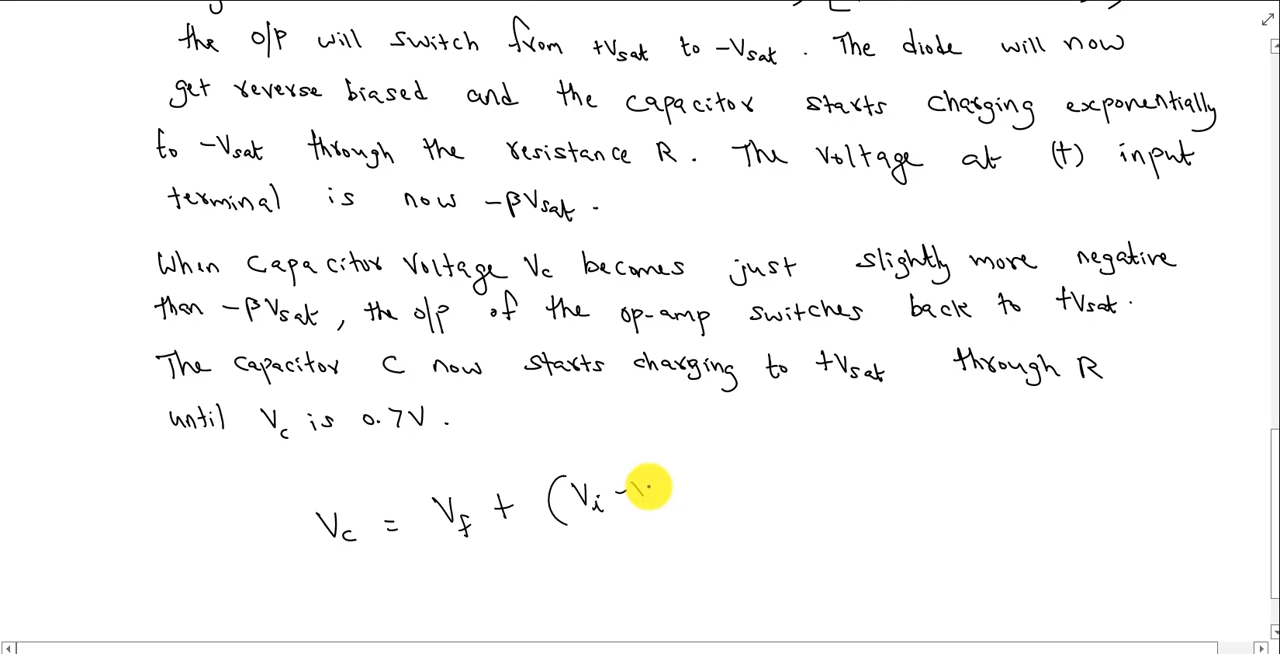 the o/p will switch from +Vsat to -Vsat. The diode will now
get reverse biased and the capacitor starts charging exponentially
to -Vsat through the resistance R. The voltage at (+) input
terminal is now -βVsat.
When capacitor voltage Vc becomes just slightly more negative
than -βVsat, the o/p of the op-amp switches back to +Vsat.
The capacitor C now starts charging to +Vsat through R
until Vc is 0.7V.
Vc = Vf + (Vi -